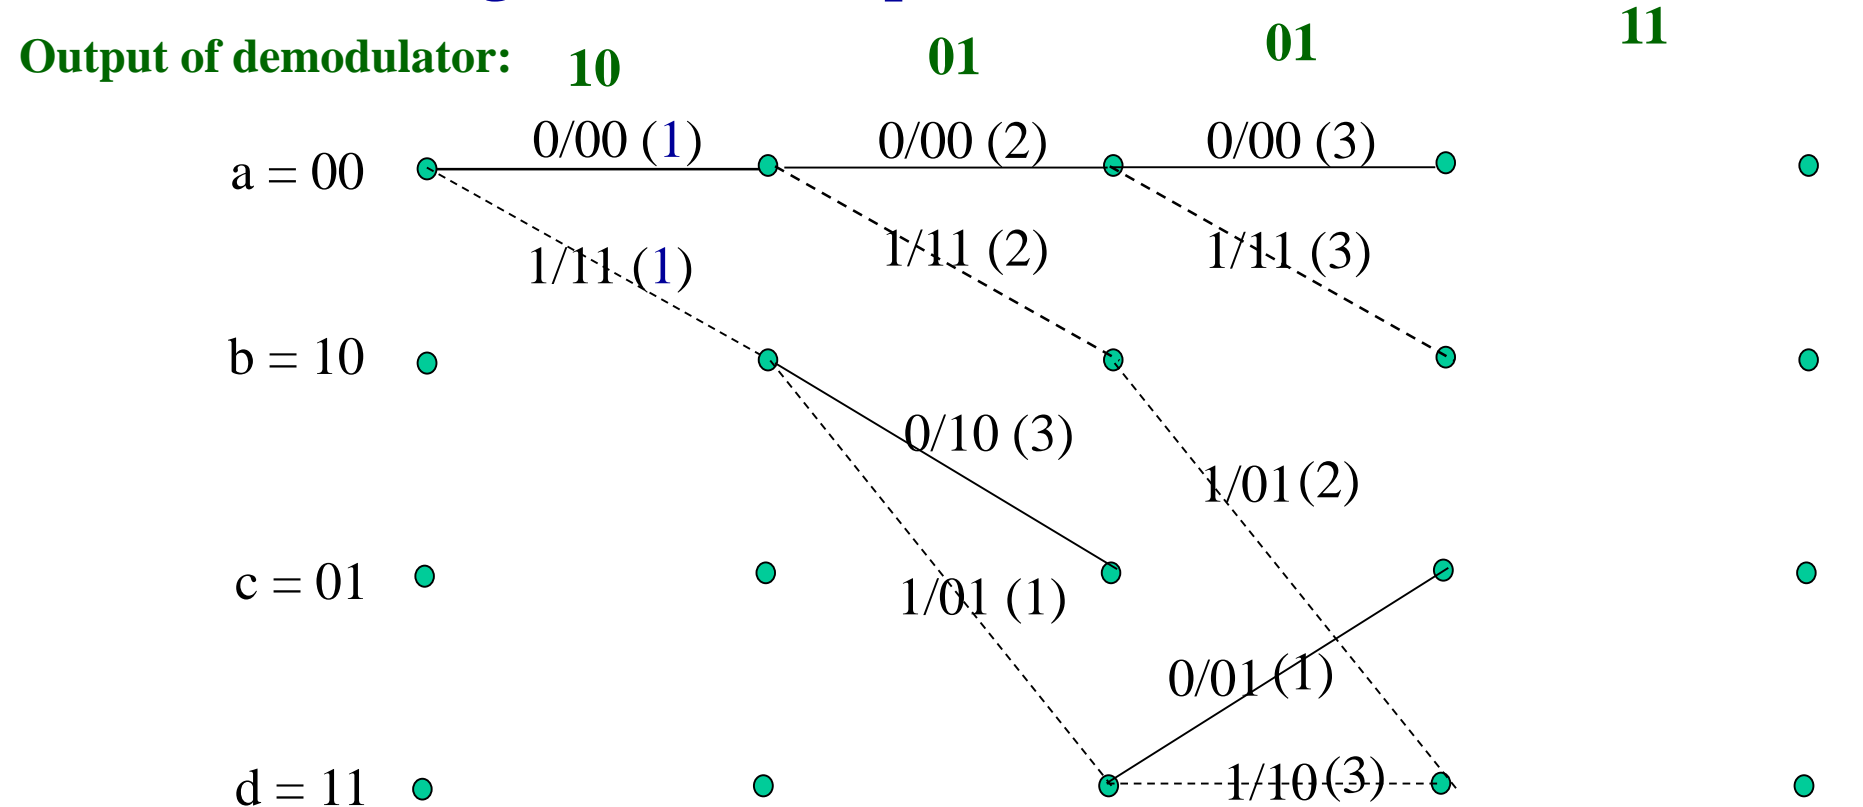 Output of demodulator: 10 01 01 11
0/00 (1) 0/00 (2) 0/00 (3)
a = 00
1/11 (1) 1/11 (2) 1/11 (3)
b = 10
0/10 (3)
1/01 (2)
c = 01
1/01 (1)
0/01 (1)
d = 11
1/10 (3)